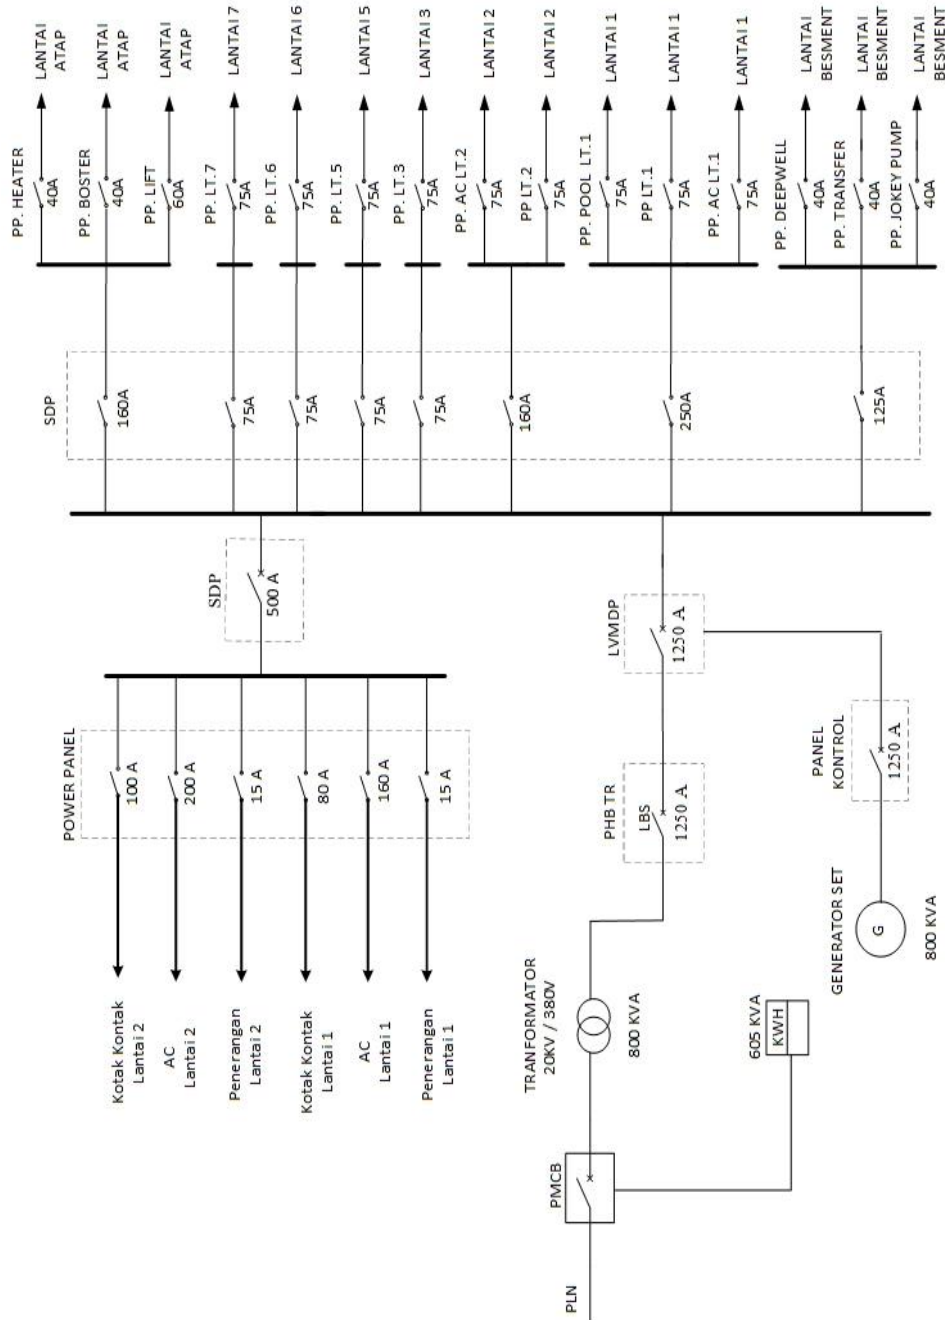 PP. HEATER
40A
LANTAI
ATAP
PP. BOSTER
40A
LANTAI
ATAP
PP. LIFT
60A
LANTAI
ATAP
PP. LT.7
75A
LANTAI 7
PP. LT.6
75A
LANTAI 6
PP. LT.5
75A
LANTAI 5
PP. LT.3
75A
LANTAI 3
PP. AC LT.2
75A
LANTAI 2
PP LT.2
75A
LANTAI 2
PP. POOL LT.1
75A
LANTAI 1
PP LT.1
75A
LANTAI 1
PP. AC LT.1
75A
LANTAI 1
PP. DEEPWELL
40A
LANTAI
BESMENT
PP. TRANSFER
40A
LANTAI
BESMENT
PP. JOKEY PUMP
40A
LANTAI
BESMENT
SDP
160A
75A
75A
75A
75A
160A
250A
125A
SDP
500 A
LVMDP
1250 A
POWER PANEL
100 A
200 A
15 A
80 A
160 A
15 A
PHB TR
LBS
1250 A
PANEL
KONTROL
1250 A
Kotak Kontak
Lantai 2
AC
Lantai 2
Penerangan
Lantai 2
Kotak Kontak
Lantai 1
AC
Lantai 1
Penerangan
Lantai 1
TRANFORMATOR
20KV / 380V
800 KVA
GENERATOR SET
G
800 KVA
605 KVA
KWH
PMCB
PLN